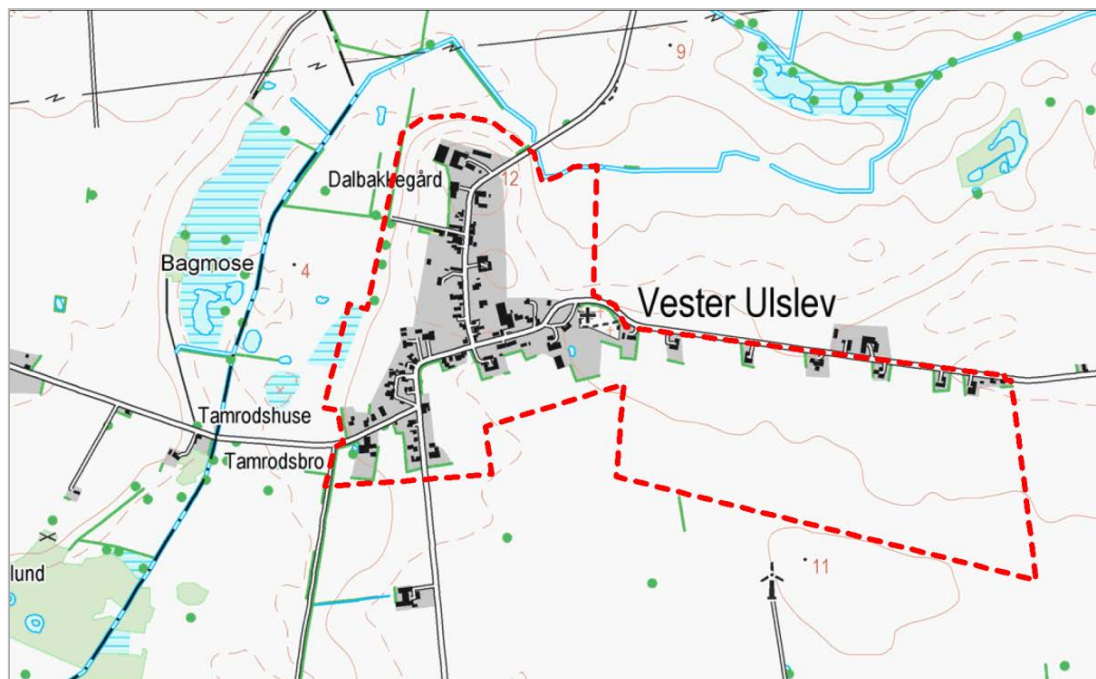 9
Dalbakkegård
12
Bagmose
4
Vester Ulslev
Tamrodshuse
Tamrodsbro
11
lund